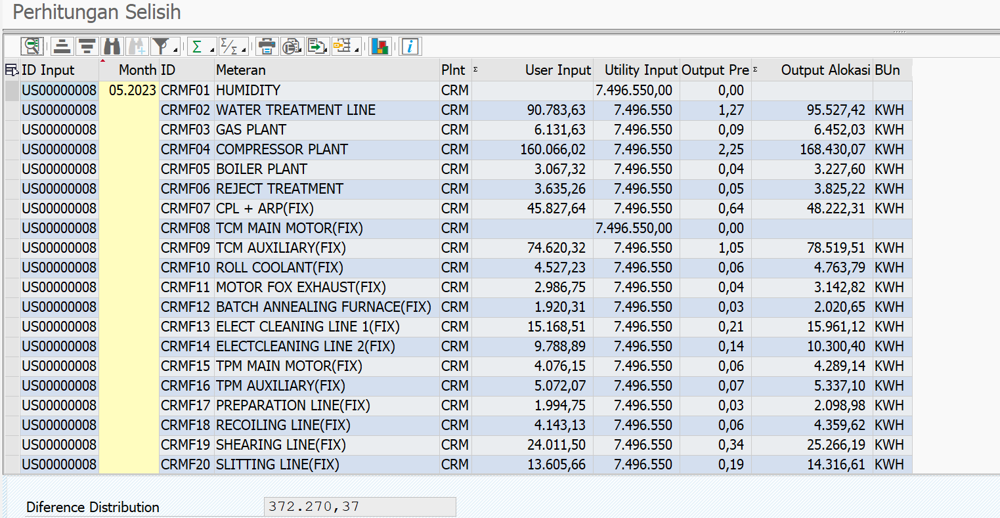 Perhitungan Selisih
ID Input Month ID Meteran Plnt Σ User Input Utility Input Output Pre Σ Output Alokasi BUn
US00000008 05.2023 CRMF01 HUMIDITY CRM 7.496.550,00 0,00
US00000008 CRMF02 WATER TREATMENT LINE CRM 90.783,63 7.496.550 1,27 95.527,42 KWH
US00000008 CRMF03 GAS PLANT CRM 6.131,63 7.496.550 0,09 6.452,03 KWH
US00000008 CRMF04 COMPRESSOR PLANT CRM 160.066,02 7.496.550 2,25 168.430,07 KWH
US00000008 CRMF05 BOILER PLANT CRM 3.067,32 7.496.550 0,04 3.227,60 KWH
US00000008 CRMF06 REJECT TREATMENT CRM 3.635,26 7.496.550 0,05 3.825,22 KWH
US00000008 CRMF07 CPL + ARP(FIX) CRM 45.827,64 7.496.550 0,64 48.222,31 KWH
US00000008 CRMF08 TCM MAIN MOTOR(FIX) CRM 7.496.550,00 0,00
US00000008 CRMF09 TCM AUXILIARY(FIX) CRM 74.620,32 7.496.550 1,05 78.519,51 KWH
US00000008 CRMF10 ROLL COOLANT(FIX) CRM 4.527,23 7.496.550 0,06 4.763,79 KWH
US00000008 CRMF11 MOTOR FOX EXHAUST(FIX) CRM 2.986,75 7.496.550 0,04 3.142,82 KWH
US00000008 CRMF12 BATCH ANNEALING FURNACE(FIX) CRM 1.920,31 7.496.550 0,03 2.020,65 KWH
US00000008 CRMF13 ELECT CLEANING LINE 1(FIX) CRM 15.168,51 7.496.550 0,21 15.961,12 KWH
US00000008 CRMF14 ELECTCLEANING LINE 2(FIX) CRM 9.788,89 7.496.550 0,14 10.300,40 KWH
US00000008 CRMF15 TPM MAIN MOTOR(FIX) CRM 4.076,15 7.496.550 0,06 4.289,14 KWH
US00000008 CRMF16 TPM AUXILIARY(FIX) CRM 5.072,07 7.496.550 0,07 5.337,10 KWH
US00000008 CRMF17 PREPARATION LINE(FIX) CRM 1.994,75 7.496.550 0,03 2.098,98 KWH
US00000008 CRMF18 RECOILING LINE(FIX) CRM 4.143,13 7.496.550 0,06 4.359,62 KWH
US00000008 CRMF19 SHEARING LINE(FIX) CRM 24.011,50 7.496.550 0,34 25.266,19 KWH
US00000008 CRMF20 SLITTING LINE(FIX) CRM 13.605,66 7.496.550 0,19 14.316,61 KWH
Diference Distribution 372.270,37